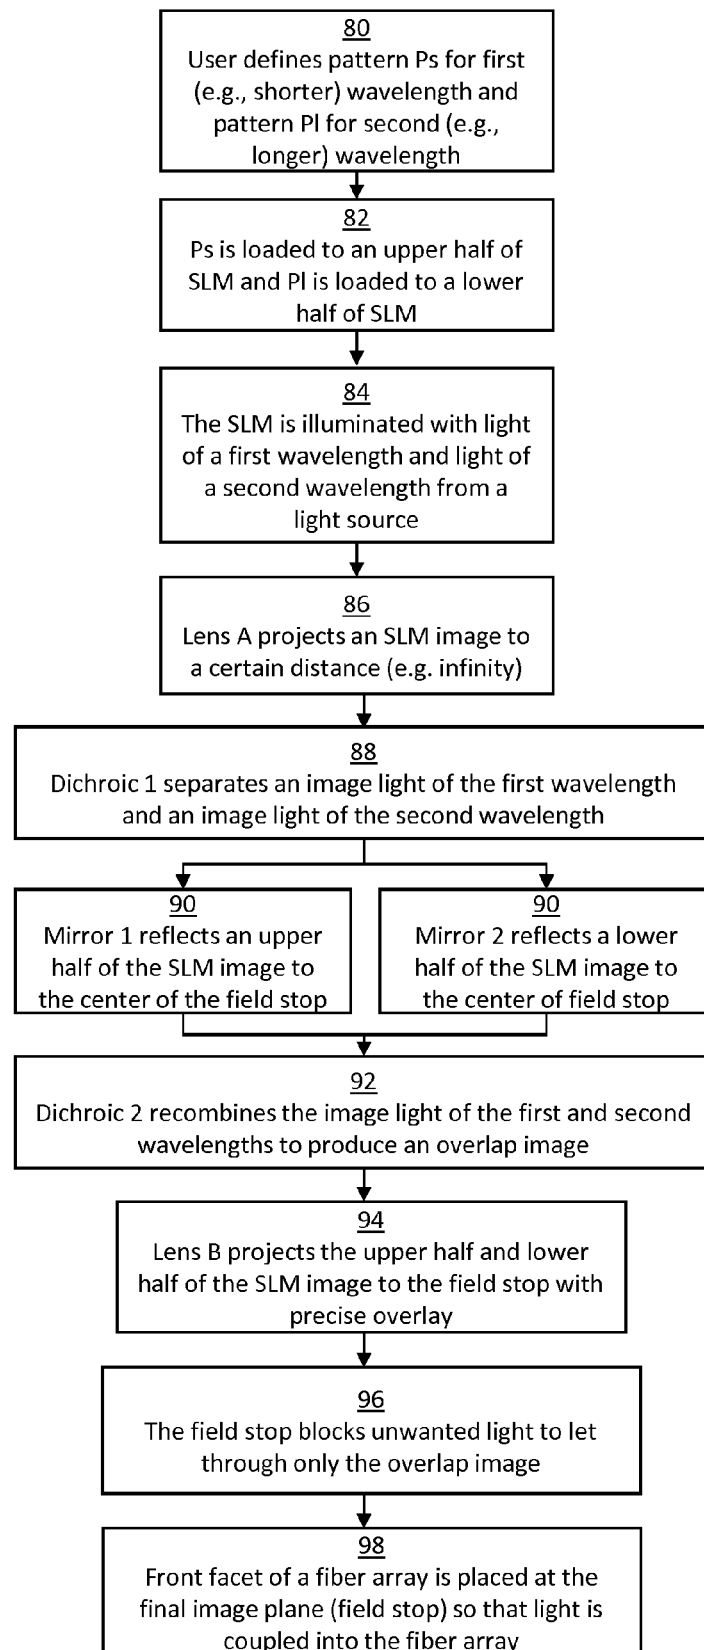 80
User defines pattern Ps for first
(e.g., shorter) wavelength and
pattern Pl for second (e.g.,
longer) wavelength
82
Ps is loaded to an upper half of
SLM and Pl is loaded to a lower
half of SLM
84
The SLM is illuminated with light
of a first wavelength and light of
a second wavelength from a
light source
86
Lens A projects an SLM image to
a certain distance (e.g. infinity)
88
Dichroic 1 separates an image light of the first wavelength
and an image light of the second wavelength
90
Mirror 1 reflects an upper
half of the SLM image to
the center of the field stop
90
Mirror 2 reflects a lower
half of the SLM image to
the center of field stop
92
Dichroic 2 recombines the image light of the first and second
wavelengths to produce an overlap image
94
Lens B projects the upper half and lower
half of the SLM image to the field stop with
precise overlay
96
The field stop blocks unwanted light to let
through only the overlap image
98
Front facet of a fiber array is placed at the
final image plane (field stop) so that light is
coupled into the fiber array